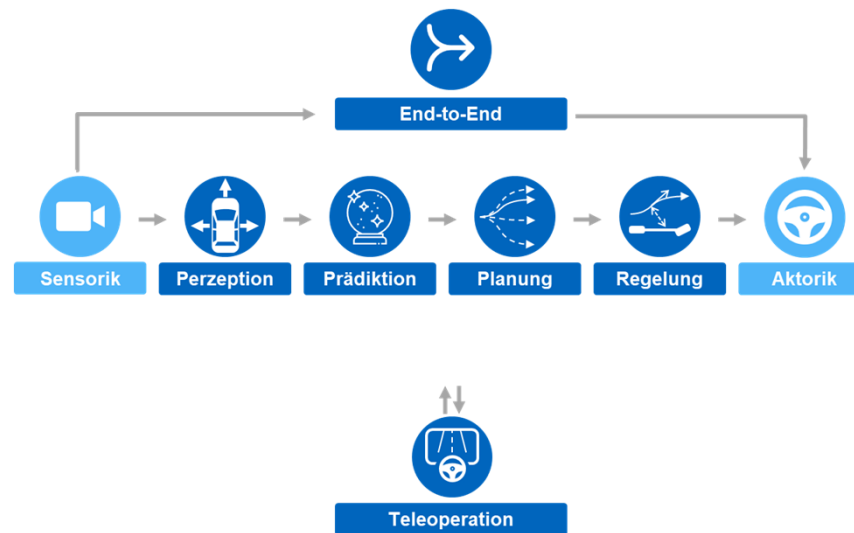 End-to-End
Sensorik
Perzeption
Prädiktion
Planung
Regelung
Aktorik
Teleoperation